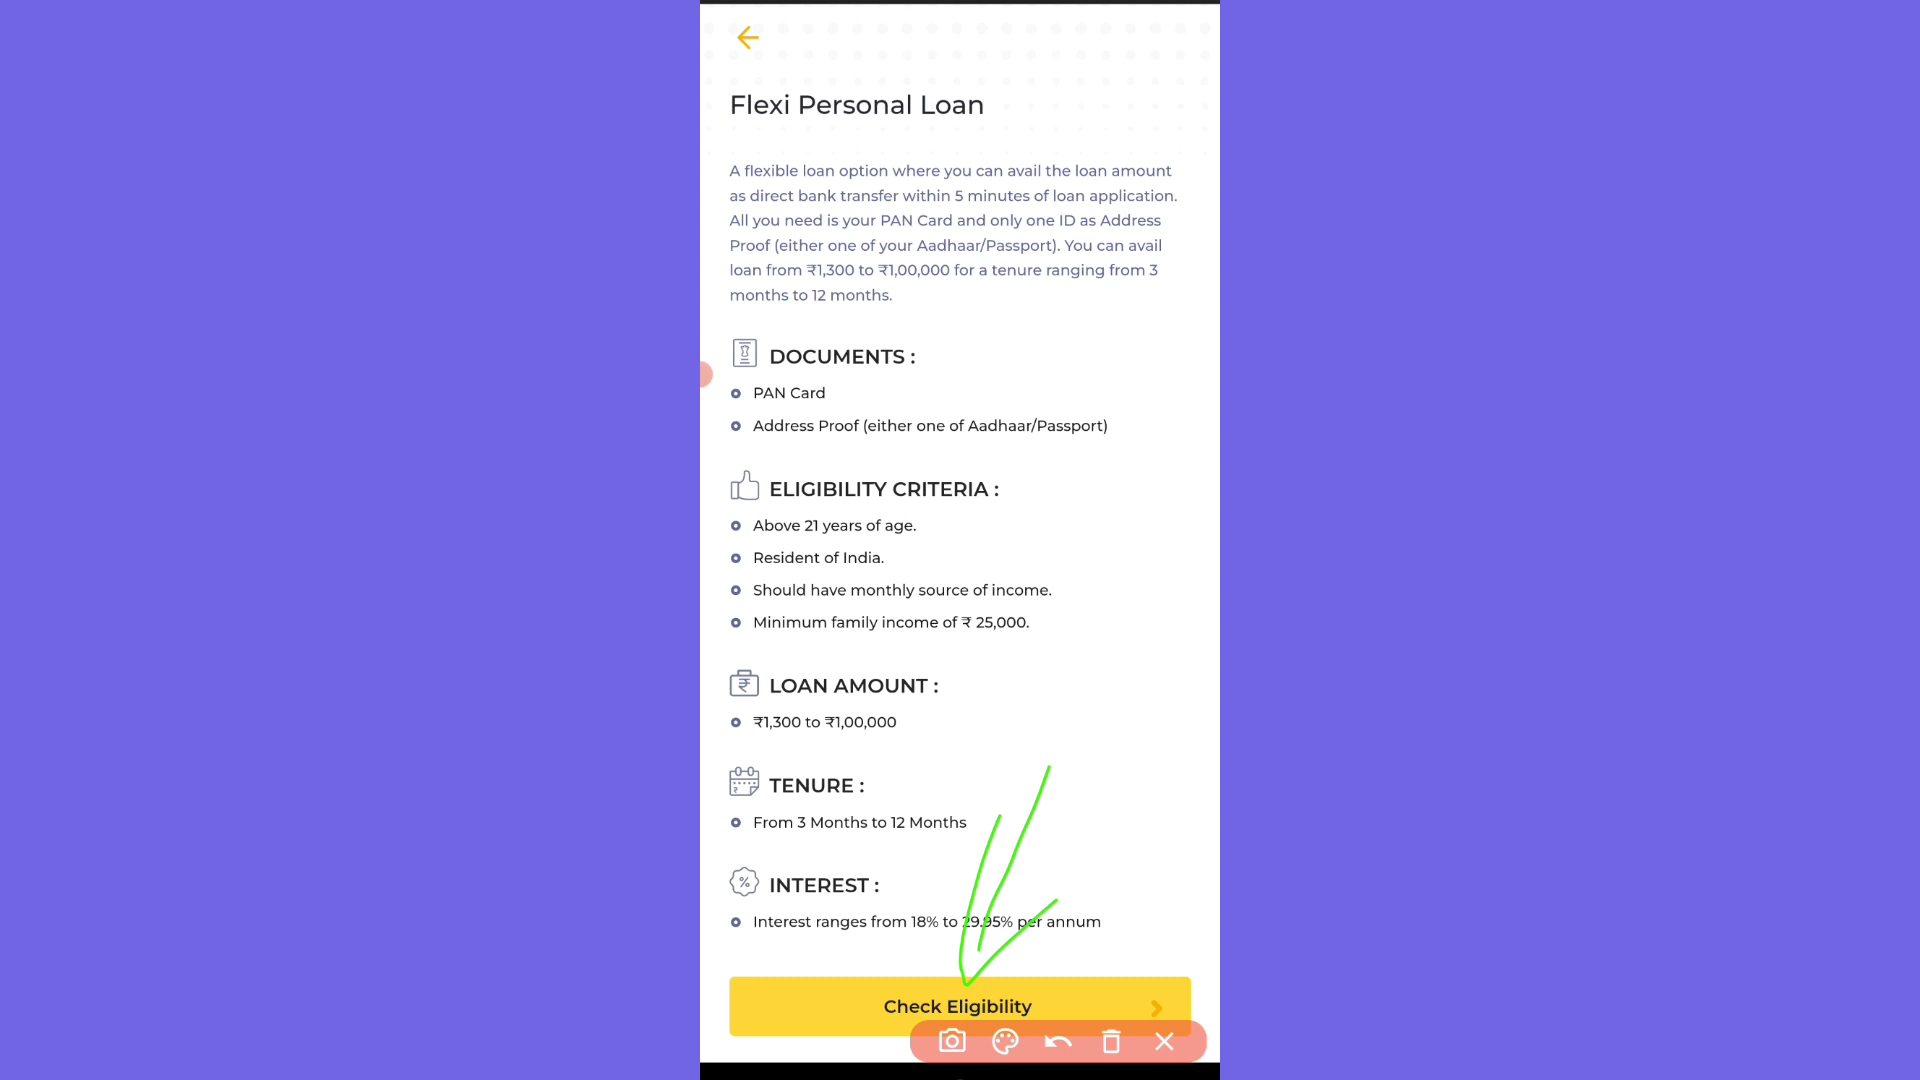 Flexi Personal Loan
A flexible loan option where you can avail the loan amount
as direct bank transfer within 5 minutes of loan application.
All you need is your PAN Card and only one ID as Address
Proof (either one of your Aadhaar/Passport). You can avail
loan from ₹1,300 to ₹1,00,000 for a tenure ranging from 3
months to 12 months.
DOCUMENTS :
PAN Card
Address Proof (either one of Aadhaar/Passport)
ELIGIBILITY CRITERIA :
Above 21 years of age.
Resident of India.
Should have monthly source of income.
Minimum family income of ₹ 25,000.
LOAN AMOUNT :
₹1,300 to ₹1,00,000
TENURE :
From 3 Months to 12 Months
INTEREST :
Interest ranges from 18% to 29.95% per annum
Check Eligibility